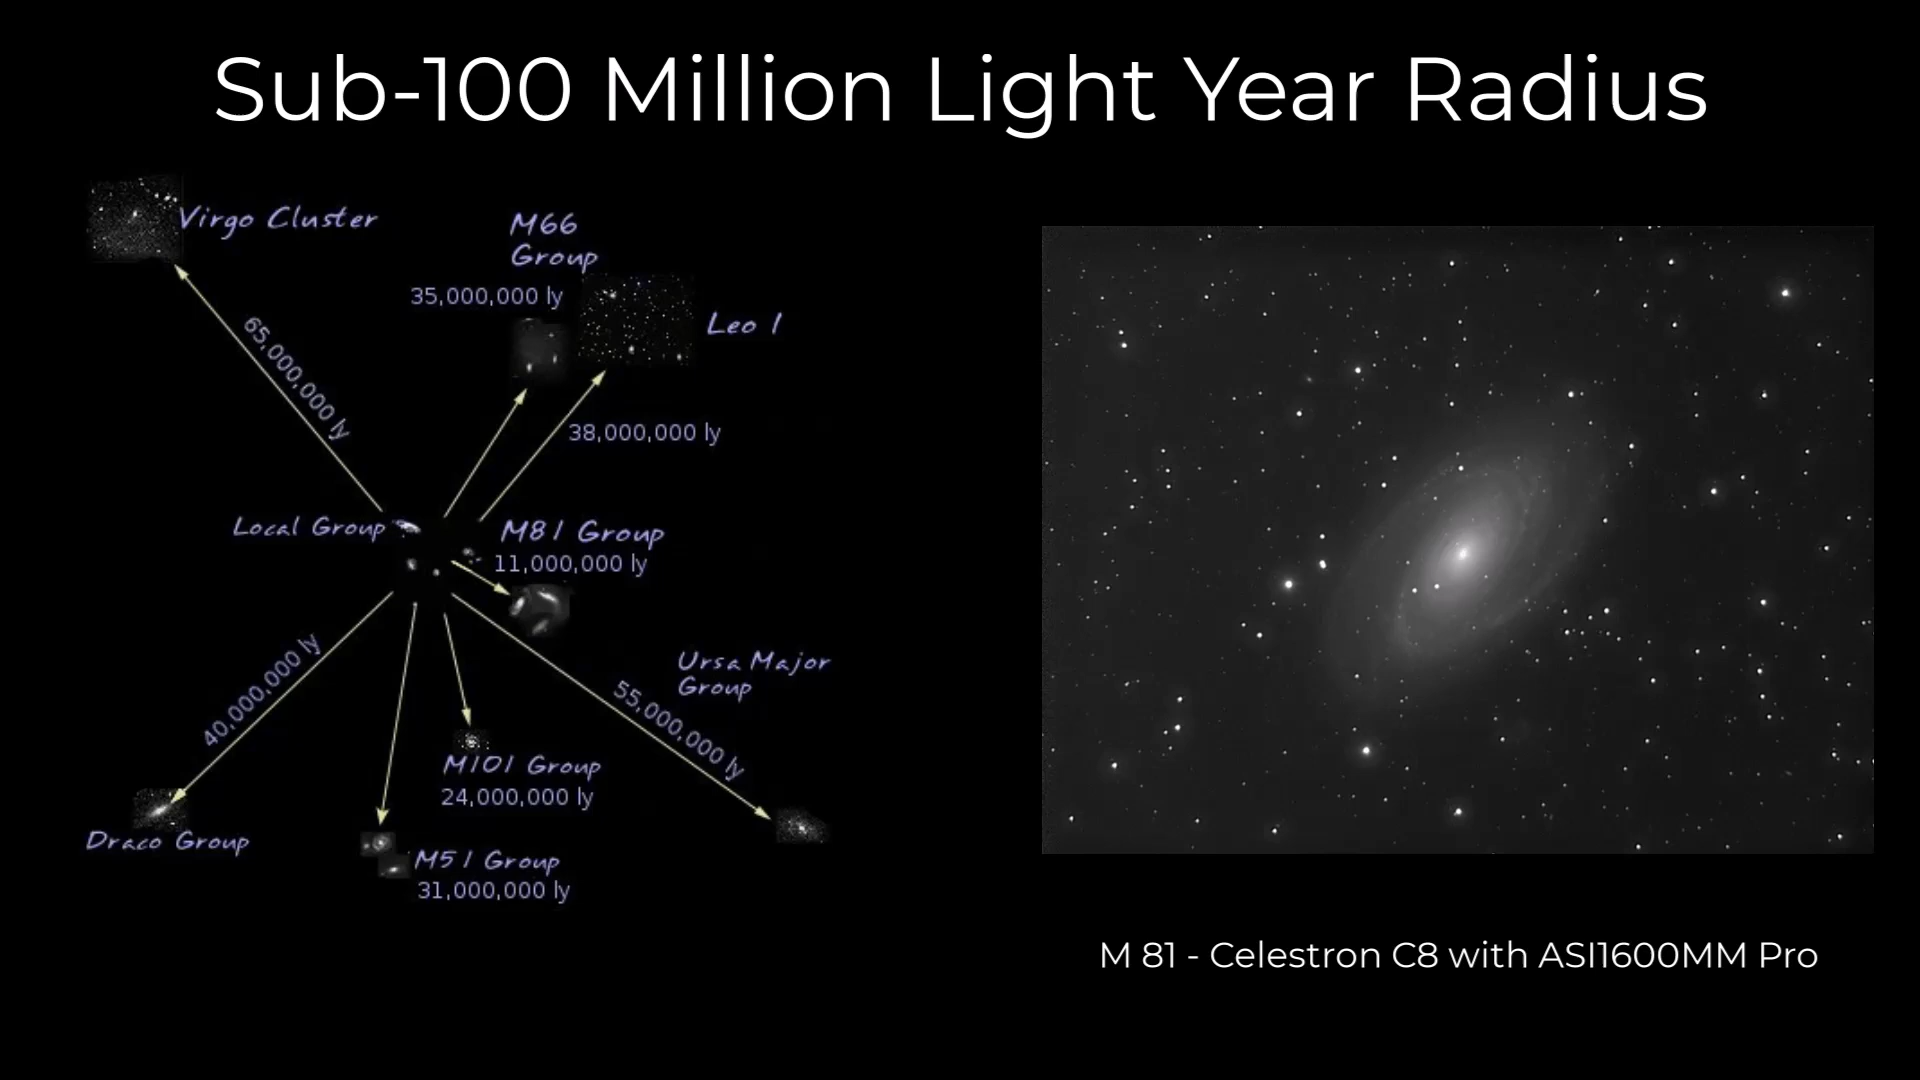 Sub-100 Million Light Year Radius
Virgo Cluster
65,000,000 ly
M66
Group
35,000,000 ly
Leo I
38,000,000 ly
Local Group
M81 Group
11,000,000 ly
40,000,000 ly
Draco Group
Ursa Major
Group
55,000,000 ly
M101 Group
24,000,000 ly
M51 Group
31,000,000 ly
M 81 - Celestron C8 with ASI1600MM Pro